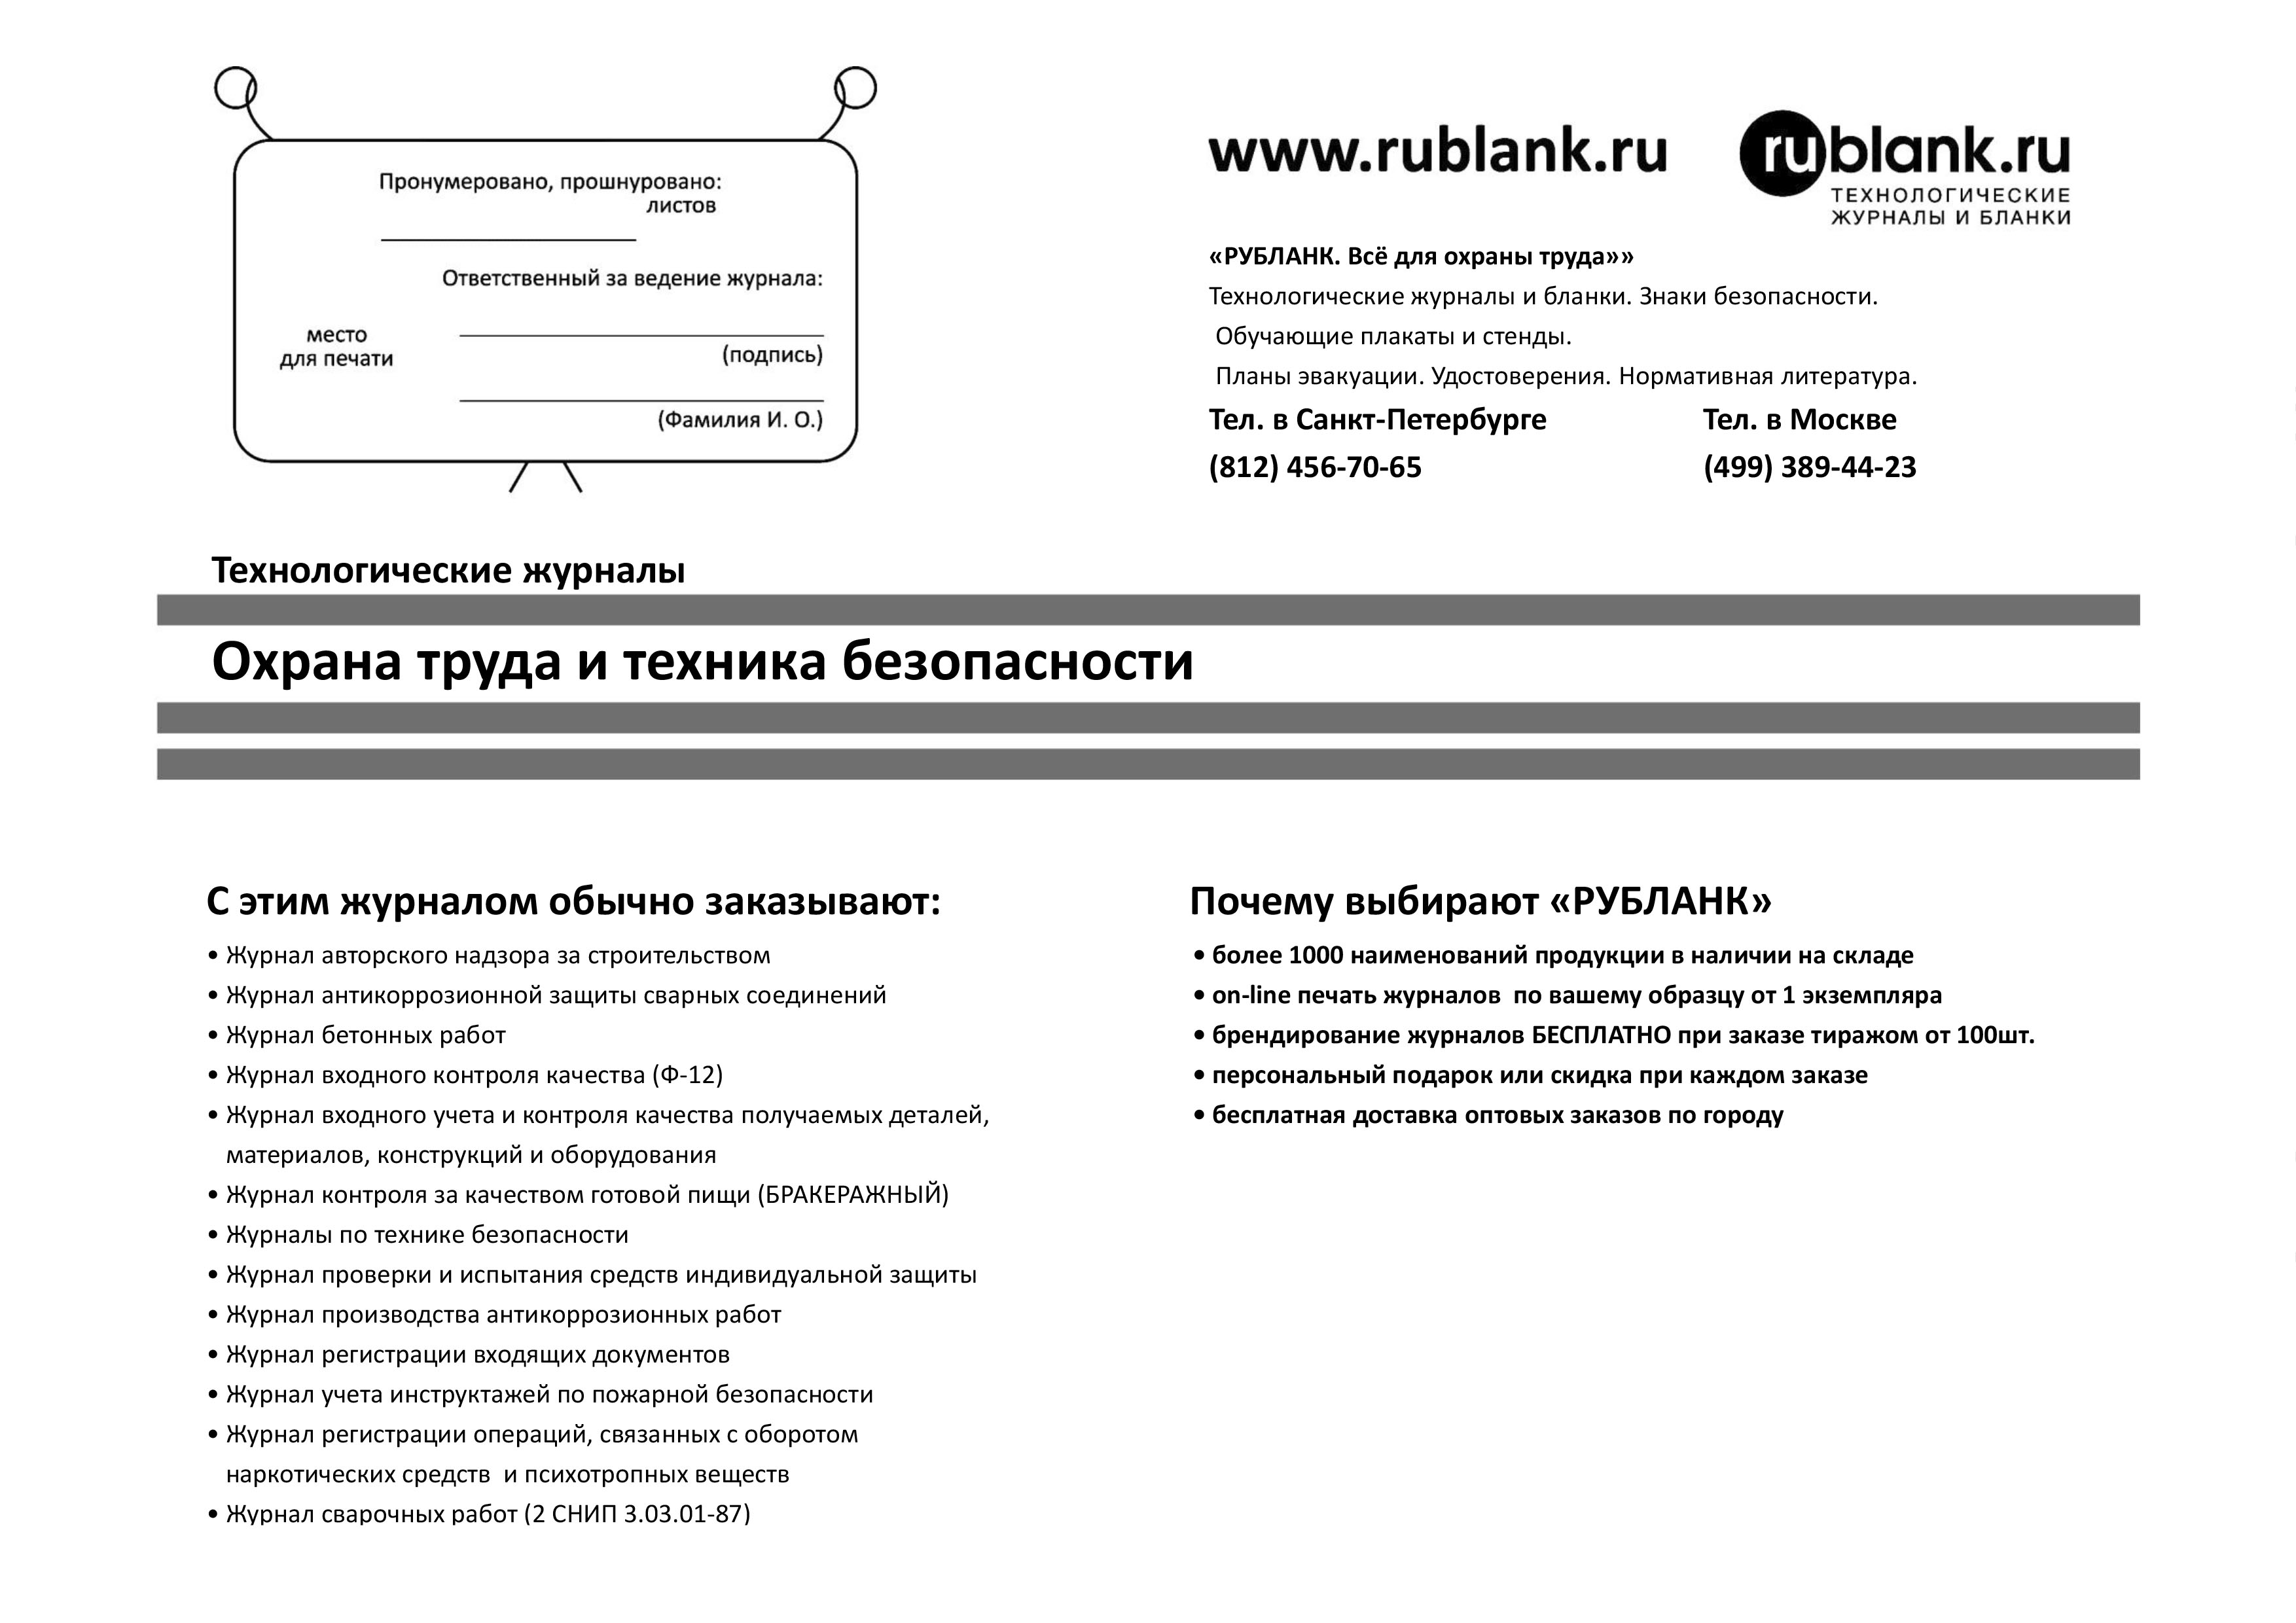 Пронумеровано, прошнуровано:
листов
Ответственный за ведение журнала:
место
для печати
(подпись)
(Фамилия И. О.)
www.rublank.ru
rublank.ru
ТЕХНОЛОГИЧЕСКИЕ
ЖУРНАЛЫ И БЛАНКИ
«РУБЛАНК. Всё для охраны труда»»
Технологические журналы и бланки. Знаки безопасности.
Обучающие плакаты и стенды.
Планы эвакуации. Удостоверения. Нормативная литература.
Тел. в Санкт-Петербурге
(812) 456-70-65
Тел. в Москве
(499) 389-44-23
Технологические журналы
Охрана труда и техника безопасности
С этим журналом обычно заказывают:
• Журнал авторского надзора за строительством
• Журнал антикоррозионной защиты сварных соединений
• Журнал бетонных работ
• Журнал входного контроля качества (Ф-12)
• Журнал входного учета и контроля качества получаемых деталей,
материалов, конструкций и оборудования
• Журнал контроля за качеством готовой пищи (БРАКЕРАЖНЫЙ)
• Журналы по технике безопасности
• Журнал проверки и испытания средств индивидуальной защиты
• Журнал производства антикоррозионных работ
• Журнал регистрации входящих документов
• Журнал учета инструктажей по пожарной безопасности
• Журнал регистрации операций, связанных с оборотом
наркотических средств  и психотропных веществ
• Журнал сварочных работ (2 СНИП 3.03.01-87)
Почему выбирают «РУБЛАНК»
• более 1000 наименований продукции в наличии на складе
• on-line печать журналов  по вашему образцу от 1 экземпляра
• брендирование журналов БЕСПЛАТНО при заказе тиражом от 100шт.
• персональный подарок или скидка при каждом заказе
• бесплатная доставка оптовых заказов по городу